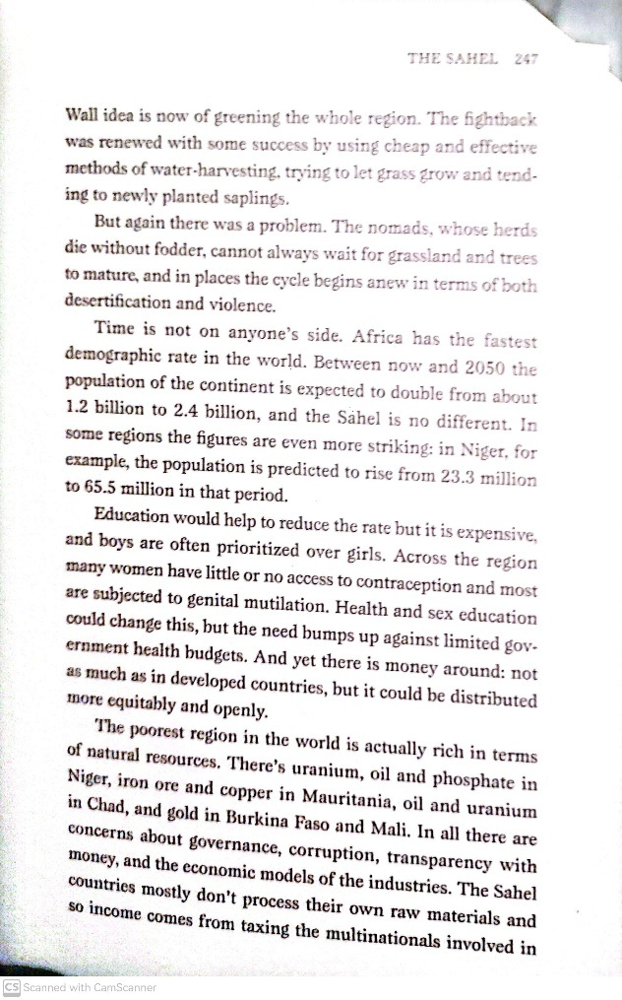 THE SAHEL 247
Wall idea is now of greening the whole region. The fightback
was renewed with some success by using cheap and effective
methods of water-harvesting, trying to let grass grow and tend-
ing to newly planted saplings.
But again there was a problem. The nomads, whose herds
die without fodder, cannot always wait for grassland and trees
to mature, and in places the cycle begins anew in terms of both
desertification and violence.
Time is not on anyone's side. Africa has the fastest
demographic rate in the world. Between now and 2050 the
population of the continent is expected to double from about
1.2 billion to 2.4 billion, and the Sahel is no different. In
some regions the figures are even more striking: in Niger, for
example, the population is predicted to rise from 23.3 million
to 65.5 million in that period.
Education would help to reduce the rate but it is expensive,
and boys are often prioritized over girls. Across the region
many women have little or no access to contraception and most
are subjected to genital mutilation. Health and sex education
could change this, but the need bumps up against limited gov-
ernment health budgets. And yet there is money around: not
as much as in developed countries, but it could be distributed
more equitably and openly.
The poorest region in the world is actually rich in terms
of natural resources. There's uranium, oil and phosphate in
Niger, iron ore and copper in Mauritania, oil and uranium
in Chad, and gold in Burkina Faso and Mali. In all there are
concerns about governance, corruption, transparency with
money, and the economic models of the industries. The Sahel
countries mostly don't process their own raw materials and
so income comes from taxing the multinationals involved in
CS Scanned with CamScanner